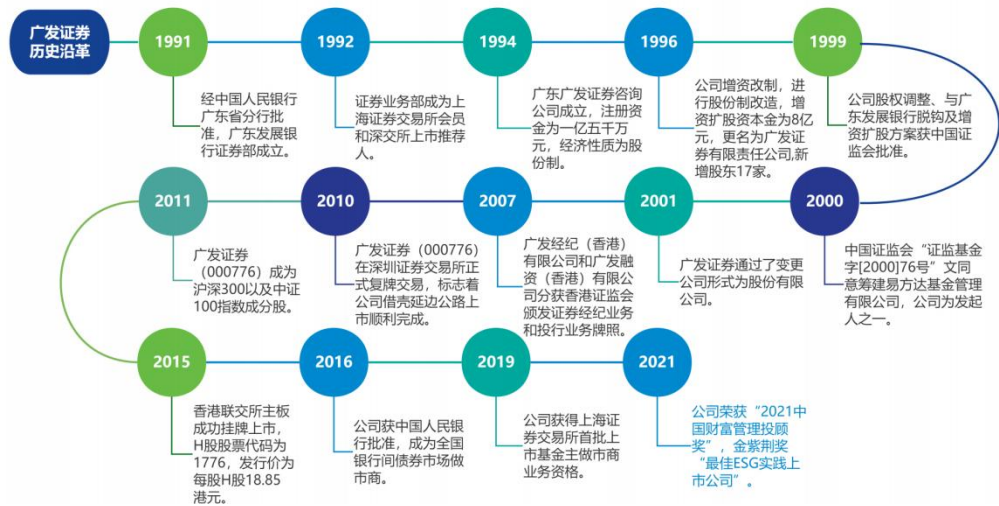 广发证券
历史沿革
1991
1992
1994
1996
1999
经中国人民银行
广东省分行批
准，广东发展银
行证券部成立。
证券业务部成为上
海证券交易所会员
和深交所上市推荐
人。
广东广发证券咨询
公司成立，注册资
金为一亿五千万
元，经济性质为股
份制。
公司增资改制，进
行股份制改造，增
资扩股资本金为8亿
元，更名为广发证
券有限责任公司,新
增股东17家。
公司股权调整、与广
东发展银行脱钩及增
资扩股方案获中国证
监会批准。
2011
2010
2007
2001
2000
广发证券
（000776）成为
沪深300以及中证
100指数成分股。
广发证券（000776）
在深圳证券交易所正
式复牌交易，标志着
公司借壳延边公路上
市顺利完成。
广发经纪（香港）
有限公司和广发融
资（香港）有限公
司分获香港证监会
颁发证券经纪业务
和投行业务牌照。
广发证券通过了变更
公司形式为股份有限
公司。
中国证监会“证监基金
字[2000]76号”文同
意筹建易方达基金管理
有限公司，公司为发起
人之一。
2015
2016
2019
2021
香港联交所主板
成功挂牌上市，
H股股票代码为
1776，发行价为
每股H股18.85
港元。
公司获中国人民银
行批准，成为全国
银行间债券市场做
市商。
公司获得上海证
券交易所首批上
市基金主做市商
业务资格。
公司荣获“2021中
国财富管理投顾
奖”，金紫荆奖
“最佳ESG实践上
市公司”。